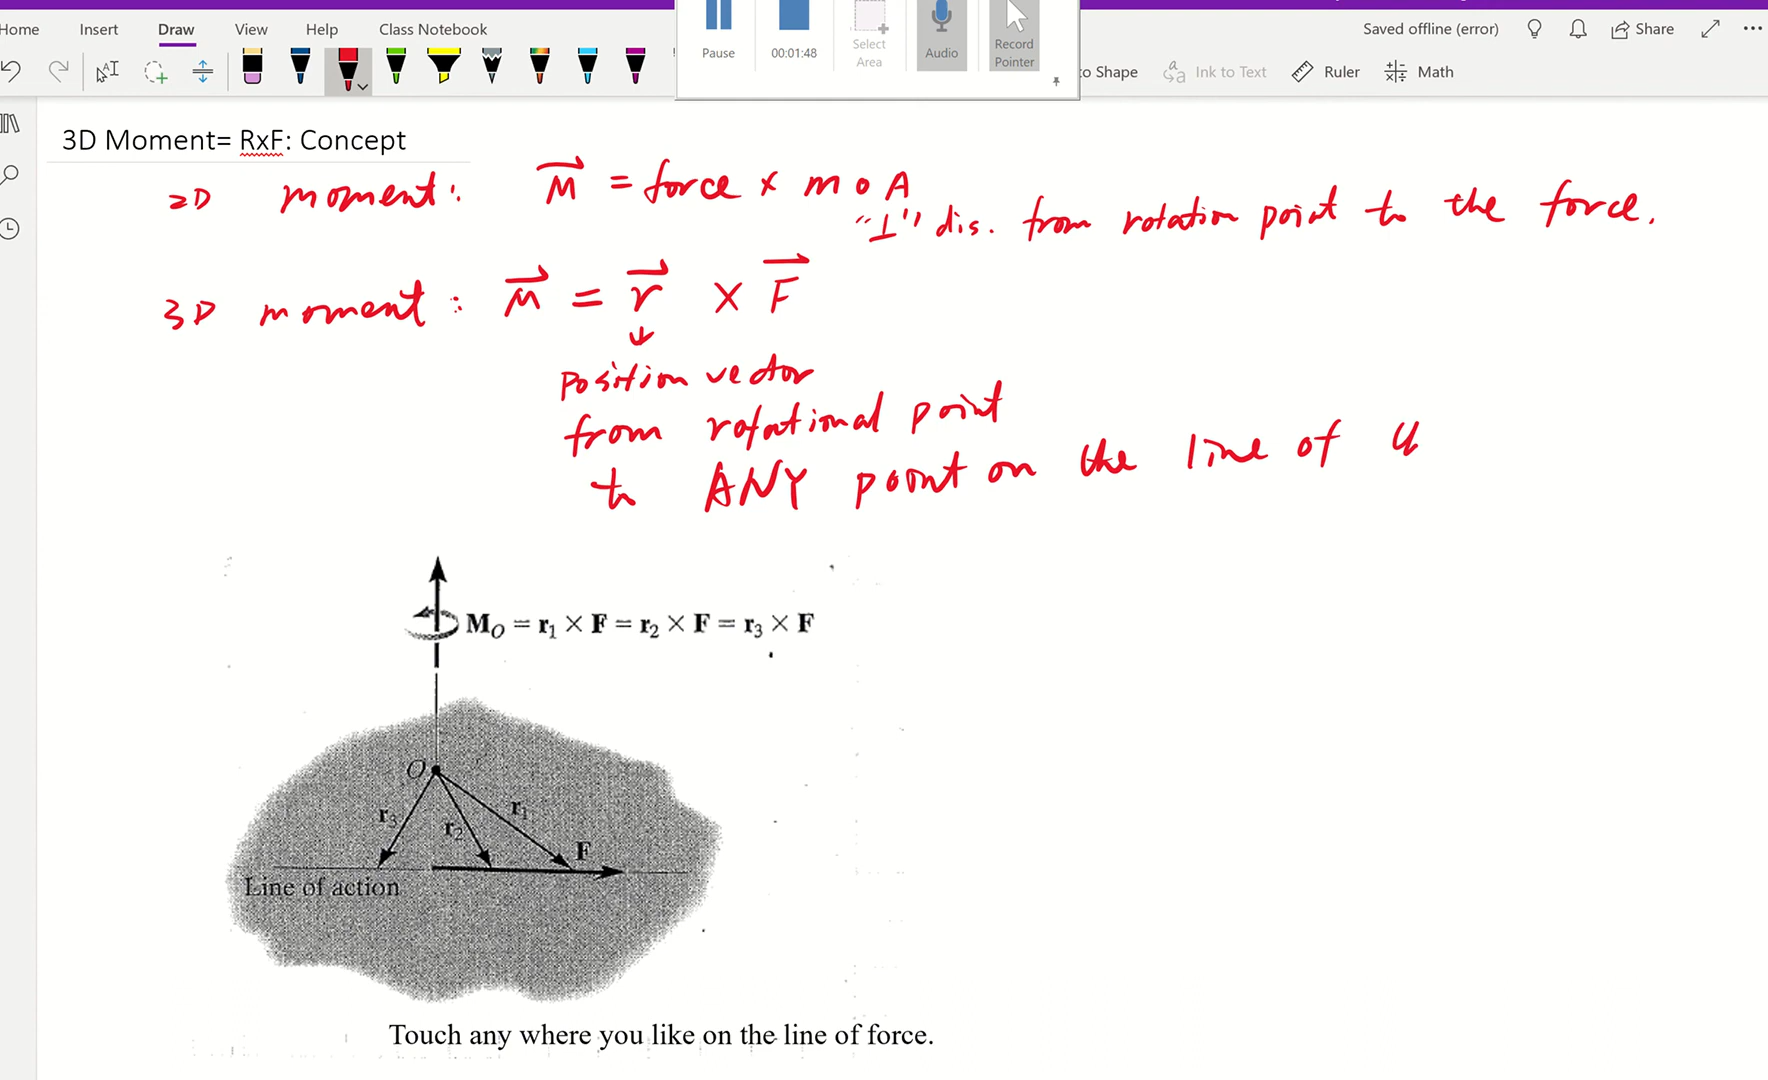 Home Insert Draw View Help Class Notebook
Pause 00:01:48 Select Area Audio Record Pointer
Saved offline (error) Share
to Shape Ink to Text Ruler Math
3D Moment= RxF: Concept
2D moment: M = force x m o A
"⊥" dis. from rotation point to the force.
3D moment: M = r x F
position vector
from rotational point
to ANY point on the line of
M_O = r_1 × F = r_2 × F = r_3 × F
O
r_3 r_2 r_1
F
Line of action
Touch any where you like on the line of force.